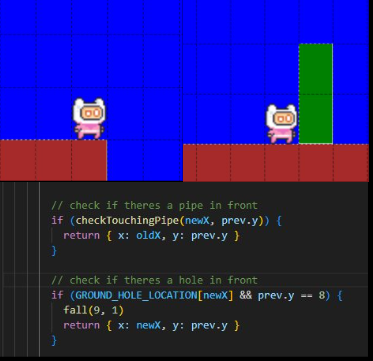 // check if theres a pipe in front
if (checkTouchingPipe(newX, prev.y)) {
return { x: oldX, y: prev.y }
}
// check if theres a hole in front
if (GROUND_HOLE_LOCATION[newX] && prev.y == 8) {
fall(9, 1)
return { x: newX, y: prev.y }
}